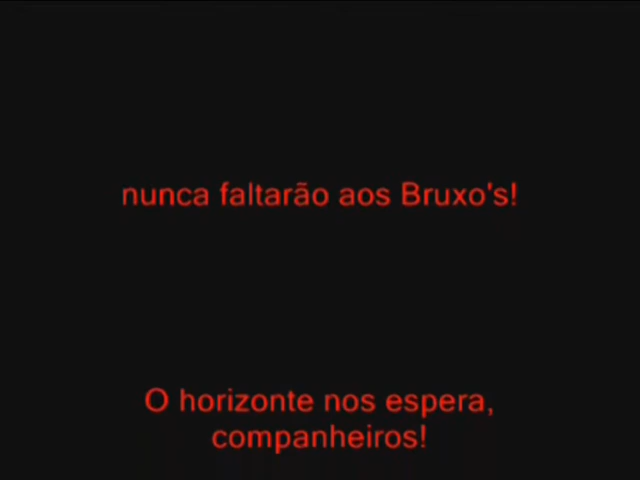 nunca faltarão aos Bruxo's!
O horizonte nos espera,
companheiros!